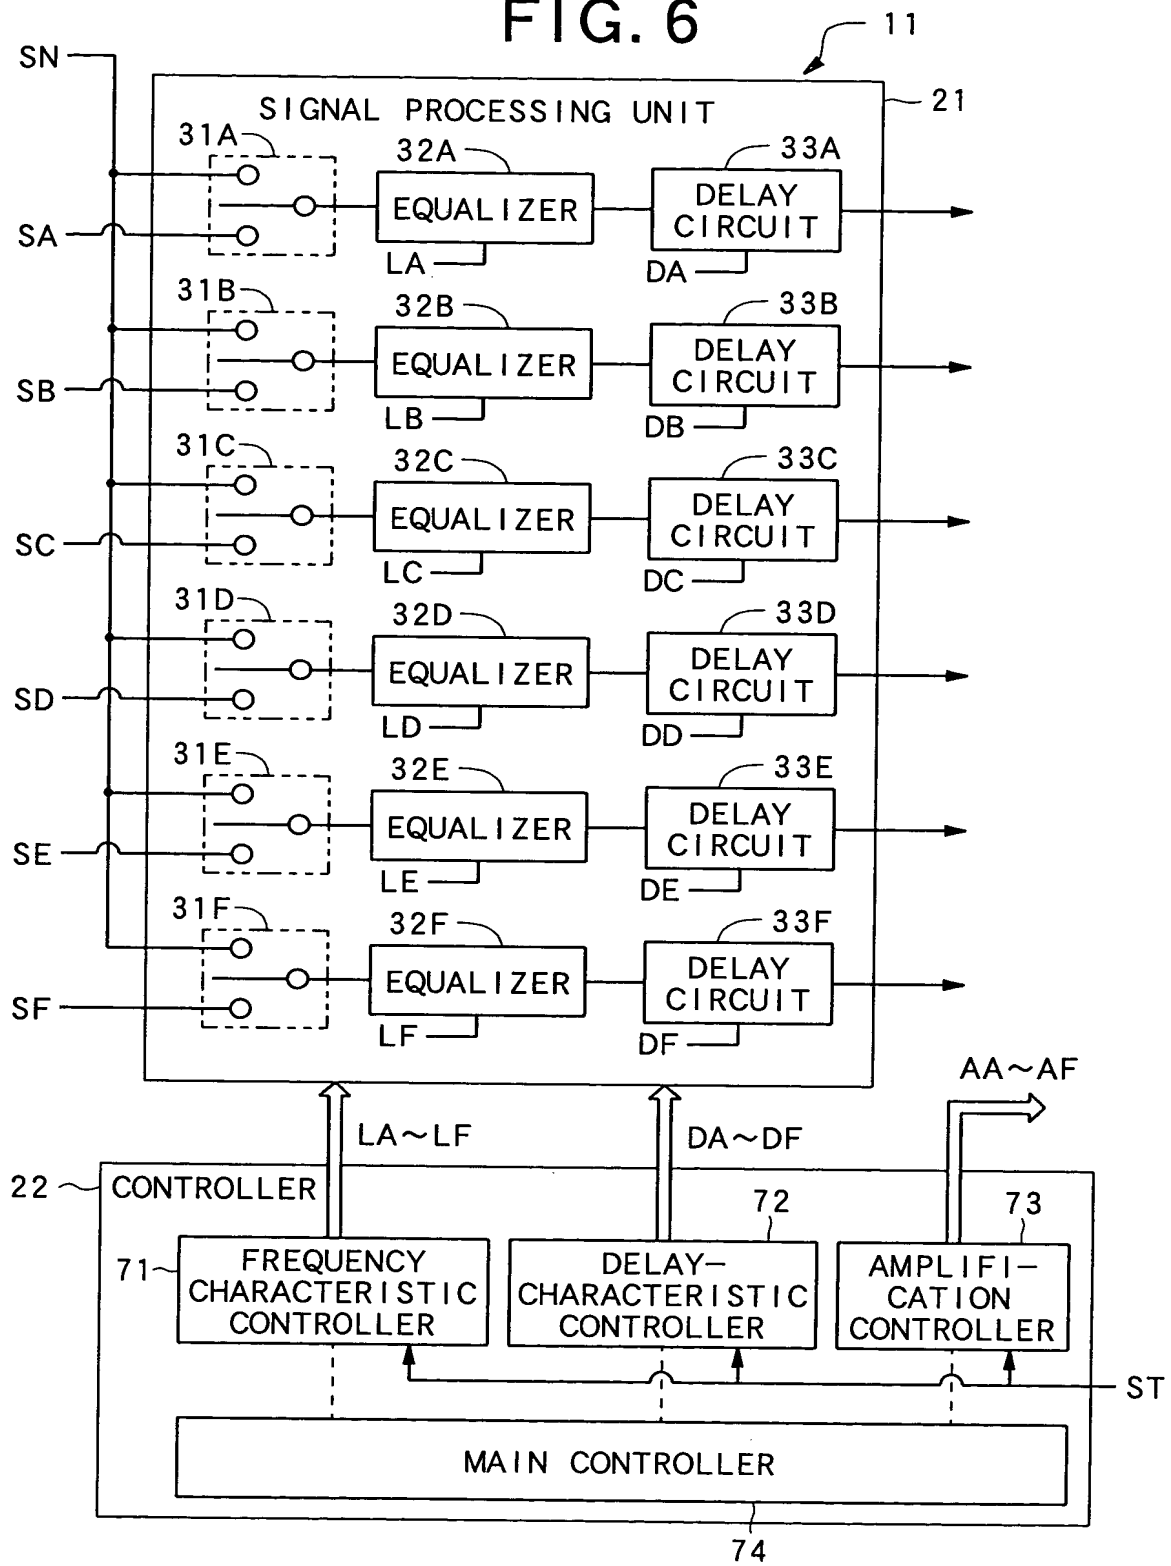 FIG. 6
11
SN
21
SIGNAL PROCESSING UNIT
31A
32A
33A
EQUALIZER
DELAY
CIRCUIT
SA
LA
DA
31B
32B
33B
EQUALIZER
DELAY
CIRCUIT
SB
LB
DB
31C
32C
33C
EQUALIZER
DELAY
CIRCUIT
SC
LC
DC
31D
32D
33D
EQUALIZER
DELAY
CIRCUIT
SD
LD
DD
31E
32E
33E
EQUALIZER
DELAY
CIRCUIT
SE
LE
DE
31F
32F
33F
EQUALIZER
DELAY
CIRCUIT
SF
LF
DF
AA~AF
LA~LF
DA~DF
22
CONTROLLER
72
73
71
FREQUENCY
CHARACTERISTIC
CONTROLLER
DELAY-
CHARACTERISTIC
CONTROLLER
AMPLIFI-
CATION
CONTROLLER
ST
MAIN CONTROLLER
74